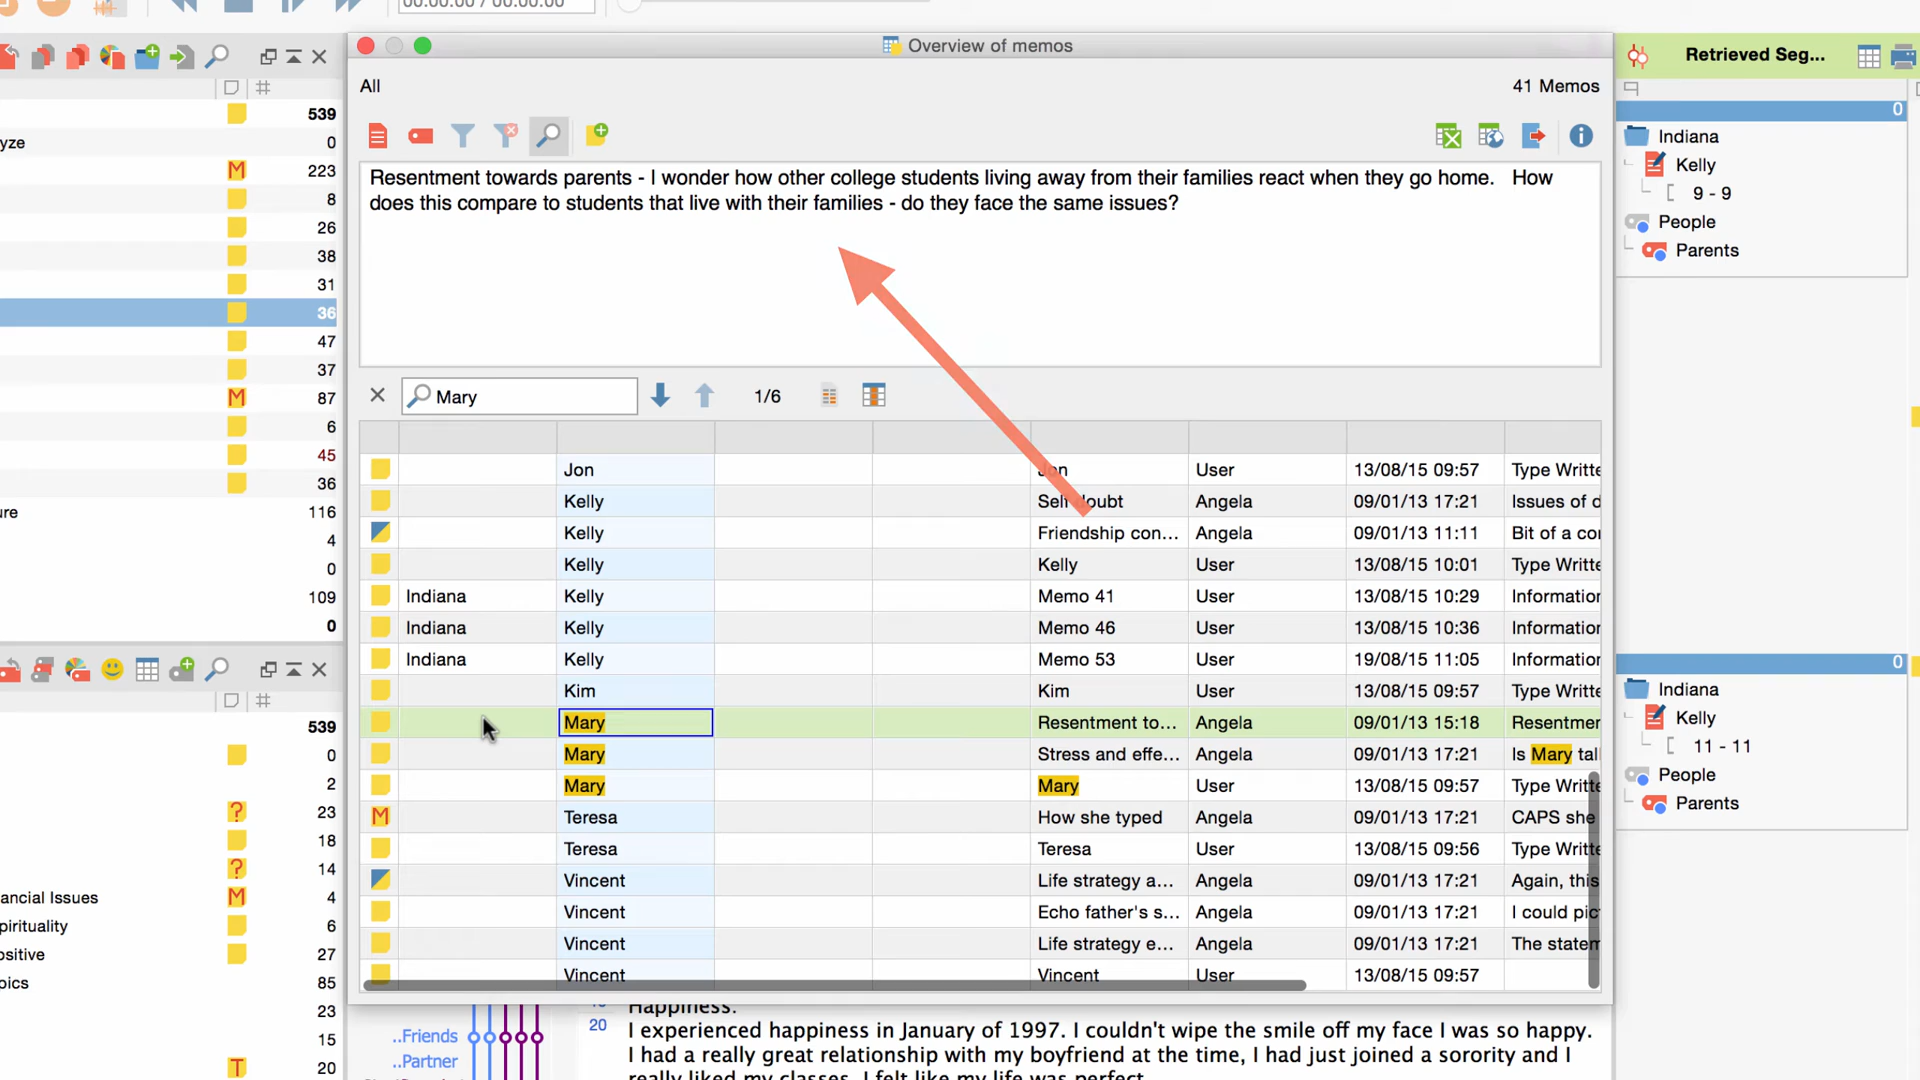 00:00:00 / 00:00:00
Overview of memos
Retrieved Seg...
All
41 Memos
Resentment towards parents - I wonder how other college students living away from their families react when they go home. How
does this compare to students that live with their families - do they face the same issues?
Mary
1/6
Jon User 13/08/15 09:57 Type Writte
Kelly Angela 09/01/13 17:21 Issues of d
Kelly Friendship con... Angela 09/01/13 11:11 Bit of a co
Kelly Kelly User 13/08/15 10:01 Type Writte
Indiana Kelly Memo 41 User 13/08/15 10:29 Information
Indiana Kelly Memo 46 User 13/08/15 10:36 Information
Indiana Kelly Memo 53 User 19/08/15 11:05 Information
Kim Kim User 13/08/15 09:57 Type Writte
Mary Resentment to... Angela 09/01/13 15:18 Resentmen
Mary Stress and effe... Angela 09/01/13 17:21 Is Mary tal
Mary Mary User 13/08/15 09:57 Type Writte
M Teresa How she typed Angela 09/01/13 17:21 CAPS she
Teresa Teresa User 13/08/15 09:56 Type Writte
Vincent Life strategy a... Angela 09/01/13 17:21 Again, this
Vincent Echo father's s... Angela 09/01/13 17:21 I could pic
Vincent Life strategy e... Angela 09/01/13 17:21 The statem
Vincent Vincent User 13/08/15 09:57
#
539
yze 0
M 223
8
26
38
31
36
47
37
M 87
6
45
36
ure 116
4
0
109
0
#
539
0
2
? 23
18
? 14
ancial Issues M 4
pirituality 6
ositive 27
oics 85
23
15
T 20
0
Indiana
Kelly
9 - 9
People
Parents
0
Indiana
Kelly
11 - 11
People
Parents
..Friends
..Partner
Happiness.
20 I experienced happiness in January of 1997. I couldn't wipe the smile off my face I was so happy.
I had a really great relationship with my boyfriend at the time, I had just joined a sorority and I
really liked my classes. I felt like my life was perfect.